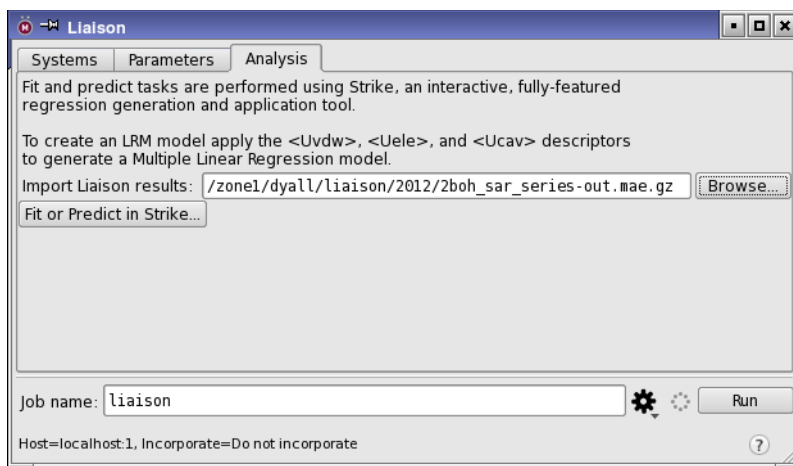 Liaison
Systems Parameters Analysis
Fit and predict tasks are performed using Strike, an interactive, fully-featured
regression generation and application tool.
To create an LRM model apply the <Uvdw>, <Uele>, and <Ucav> descriptors
to generate a Multiple Linear Regression model.
Import Liaison results: /zone1/dyall/liaison/2012/2boh_sar_series-out.mae.gz Browse...
Fit or Predict in Strike...
Job name: liaison Run
Host=localhost:1, Incorporate=Do not incorporate ?